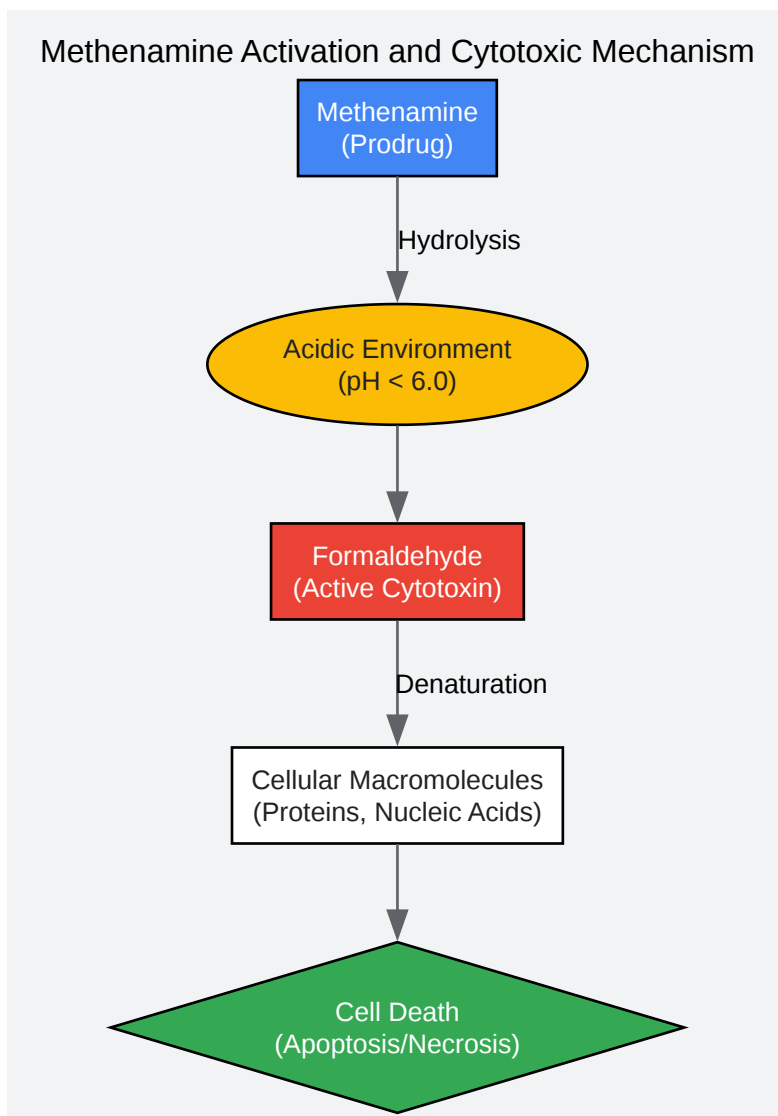 Methenamine Activation and Cytotoxic Mechanism
Methenamine
(Prodrug)
Hydrolysis
Acidic Environment
(pH < 6.0)
Formaldehyde
(Active Cytotoxin)
Denaturation
Cellular Macromolecules
(Proteins, Nucleic Acids)
Cell Death
(Apoptosis/Necrosis)